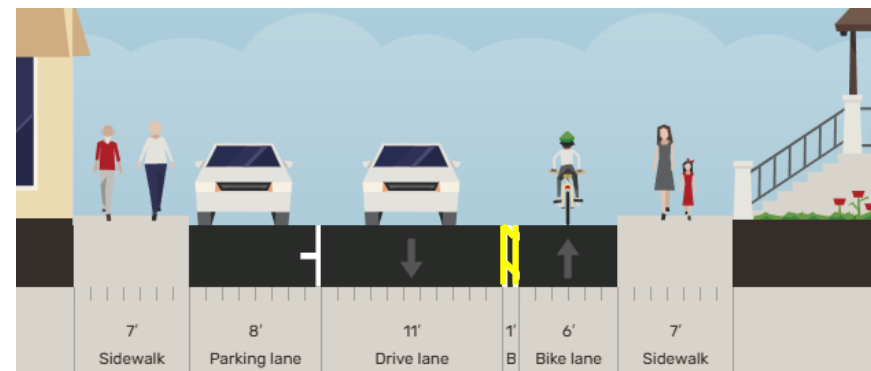 7′ 8′ 11′ 1′ 6′ 7′
Sidewalk Parking lane Drive lane B Bike lane Sidewalk